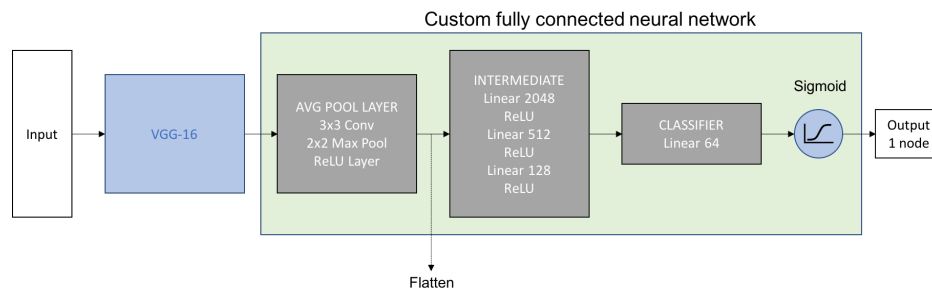 Custom fully connected neural network
Input
VGG-16
AVG POOL LAYER
3x3 Conv
2x2 Max Pool
ReLU Layer
INTERMEDIATE
Linear 2048
ReLU
Linear 512
ReLU
Linear 128
ReLU
CLASSIFIER
Linear 64
Sigmoid
Output
1 node
Flatten